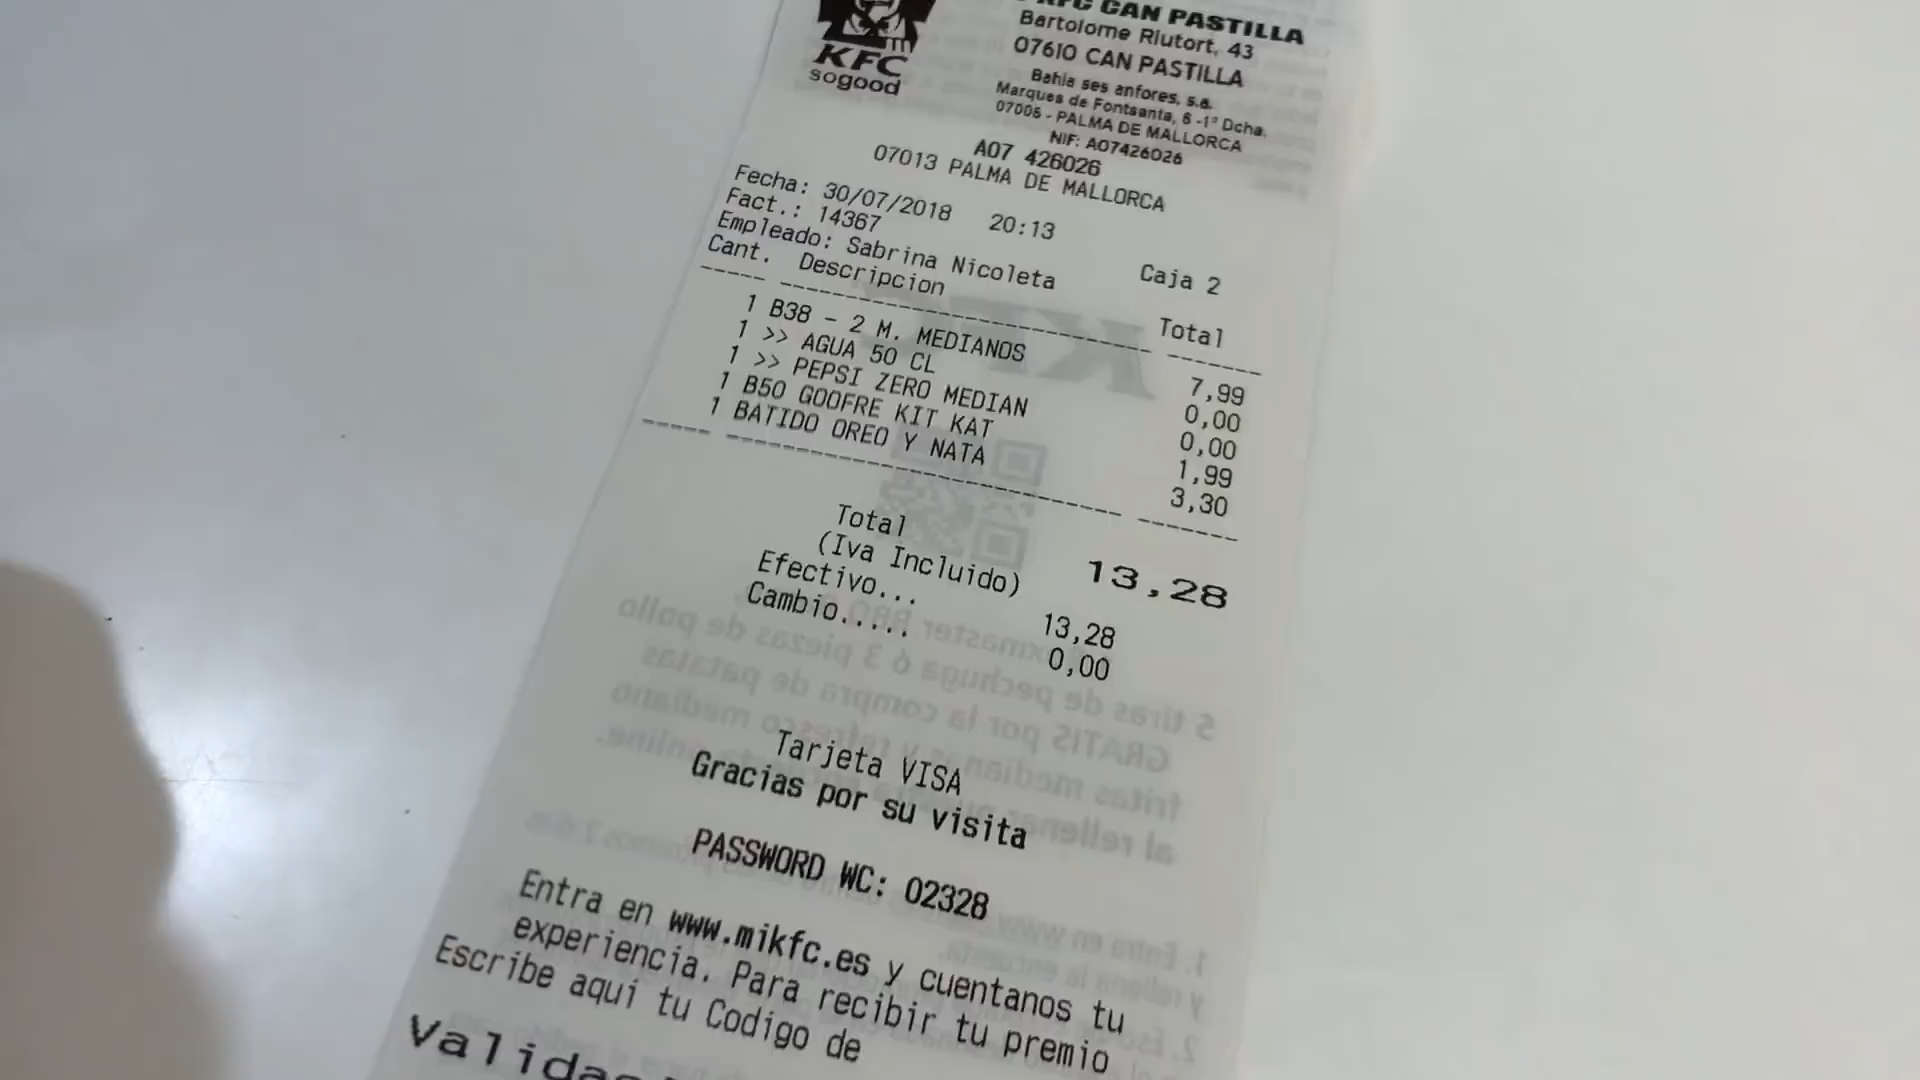 KFC CAN PASTILLA
Bartolome Riutort, 43
07610 CAN PASTILLA
KFC
sogood
Bahia ses anfores, s.a.
Marques de Fontsanta, 6 -1º Dcha.
07005 - PALMA DE MALLORCA
NIF: A07426026
A07 426026
07013 PALMA DE MALLORCA
Fecha: 30/07/2018 20:13
Fact.: 14367 Caja 2
Empleado: Sabrina Nicoleta
Cant. Descripcion Total
1 B38 - 2 M. MEDIANOS 7,99
1 >> AGUA 50 CL 0,00
1 >> PEPSI ZERO MEDIAN 0,00
1 B50 GOOFRE KIT KAT 1,99
1 BATIDO OREO Y NATA 3,30
Total 13,28
(Iva Incluido)
Efectivo... 13,28
Cambio..... 0,00
Tarjeta VISA
Gracias por su visita
PASSWORD WC: 02328
Entra en www.mikfc.es y cuentanos tu
experiencia. Para recibir tu premio
Escribe aqui tu Codigo de